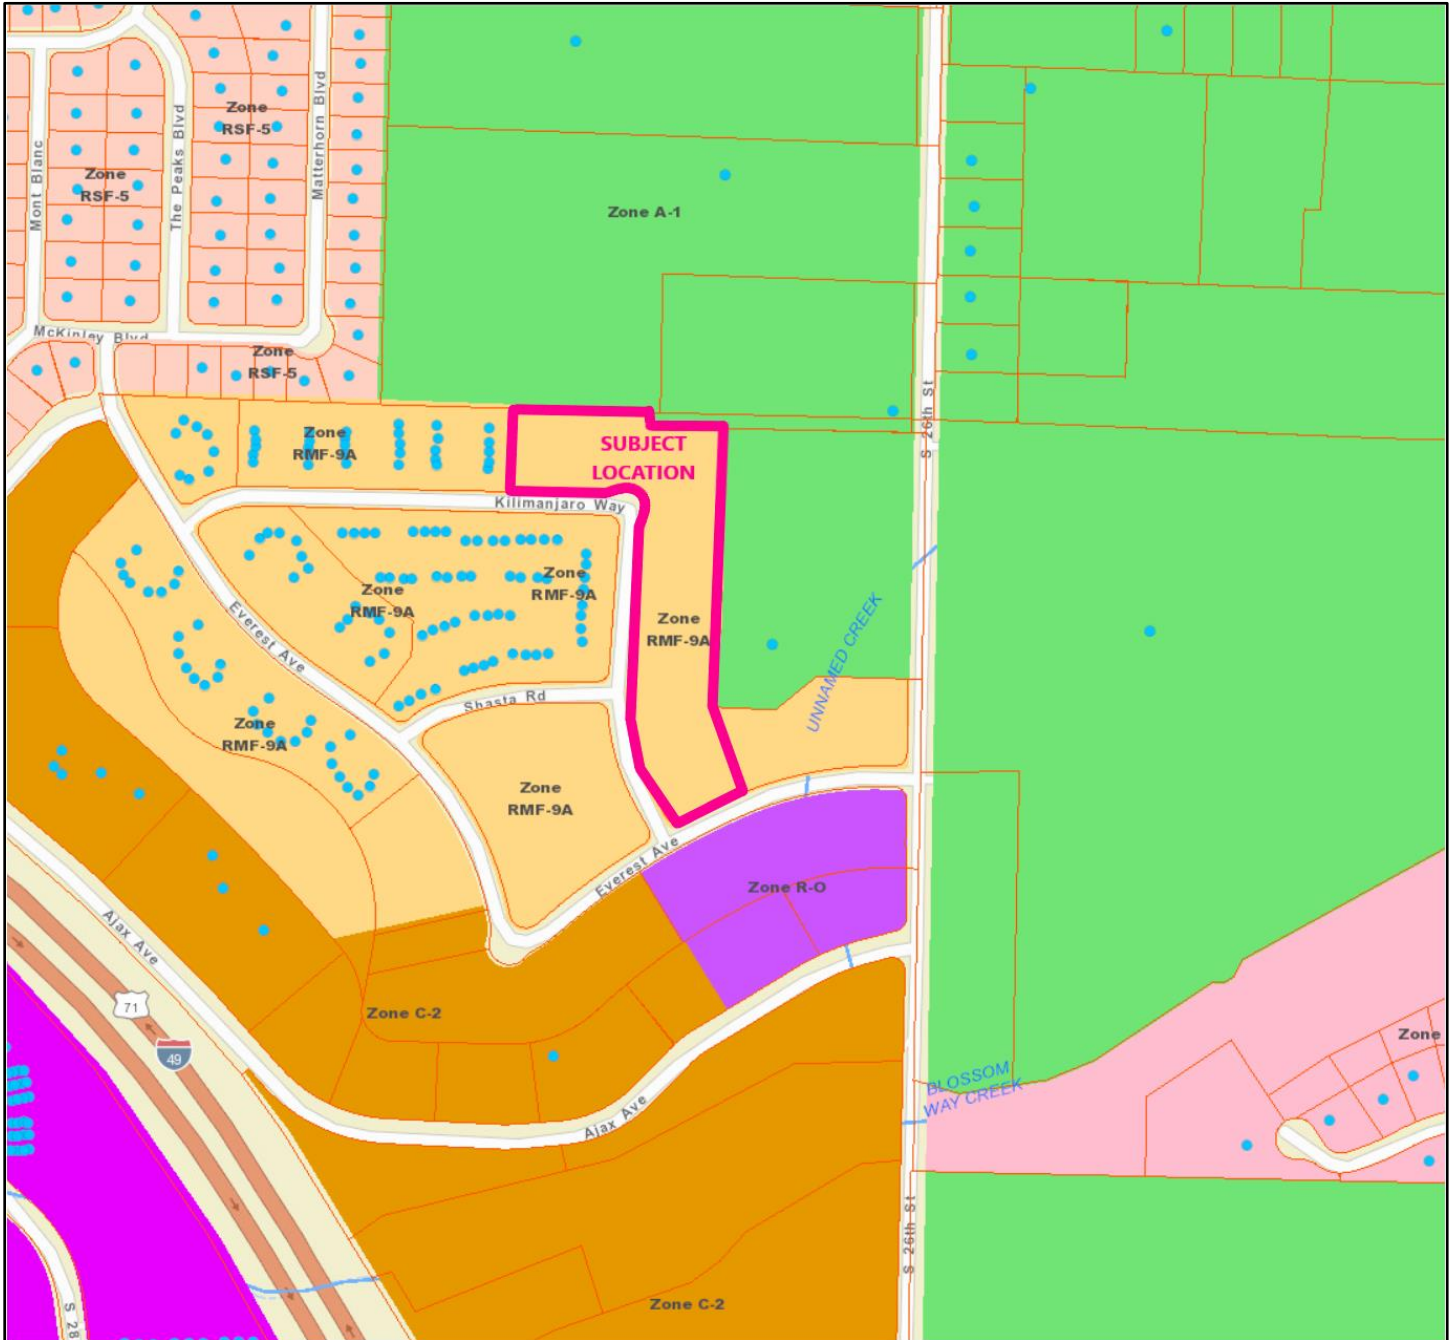 Mont Blanc
The Peaks Blvd
Matterhorn Blvd
Zone
RSF-5
Zone
RSF-5
Zone A-1
McKinley Blvd
Zone
RSF-5
S 26th St
Zone
RMF-9A
SUBJECT
LOCATION
Kilimanjaro Way
Zone
RMF-9A
Zone
RMF-9A
Everest Ave
Zone
RMF-9A
UNNAMED CREEK
Shasta Rd
Zone
RMF-9A
Zone
RMF-9A
Everest Ave
Zone R-O
Ajax Ave
71
49
Zone C-2
Zone
BLOSSOM
WAY CREEK
Ajax Ave
S 26th St
Zone C-2
S 28